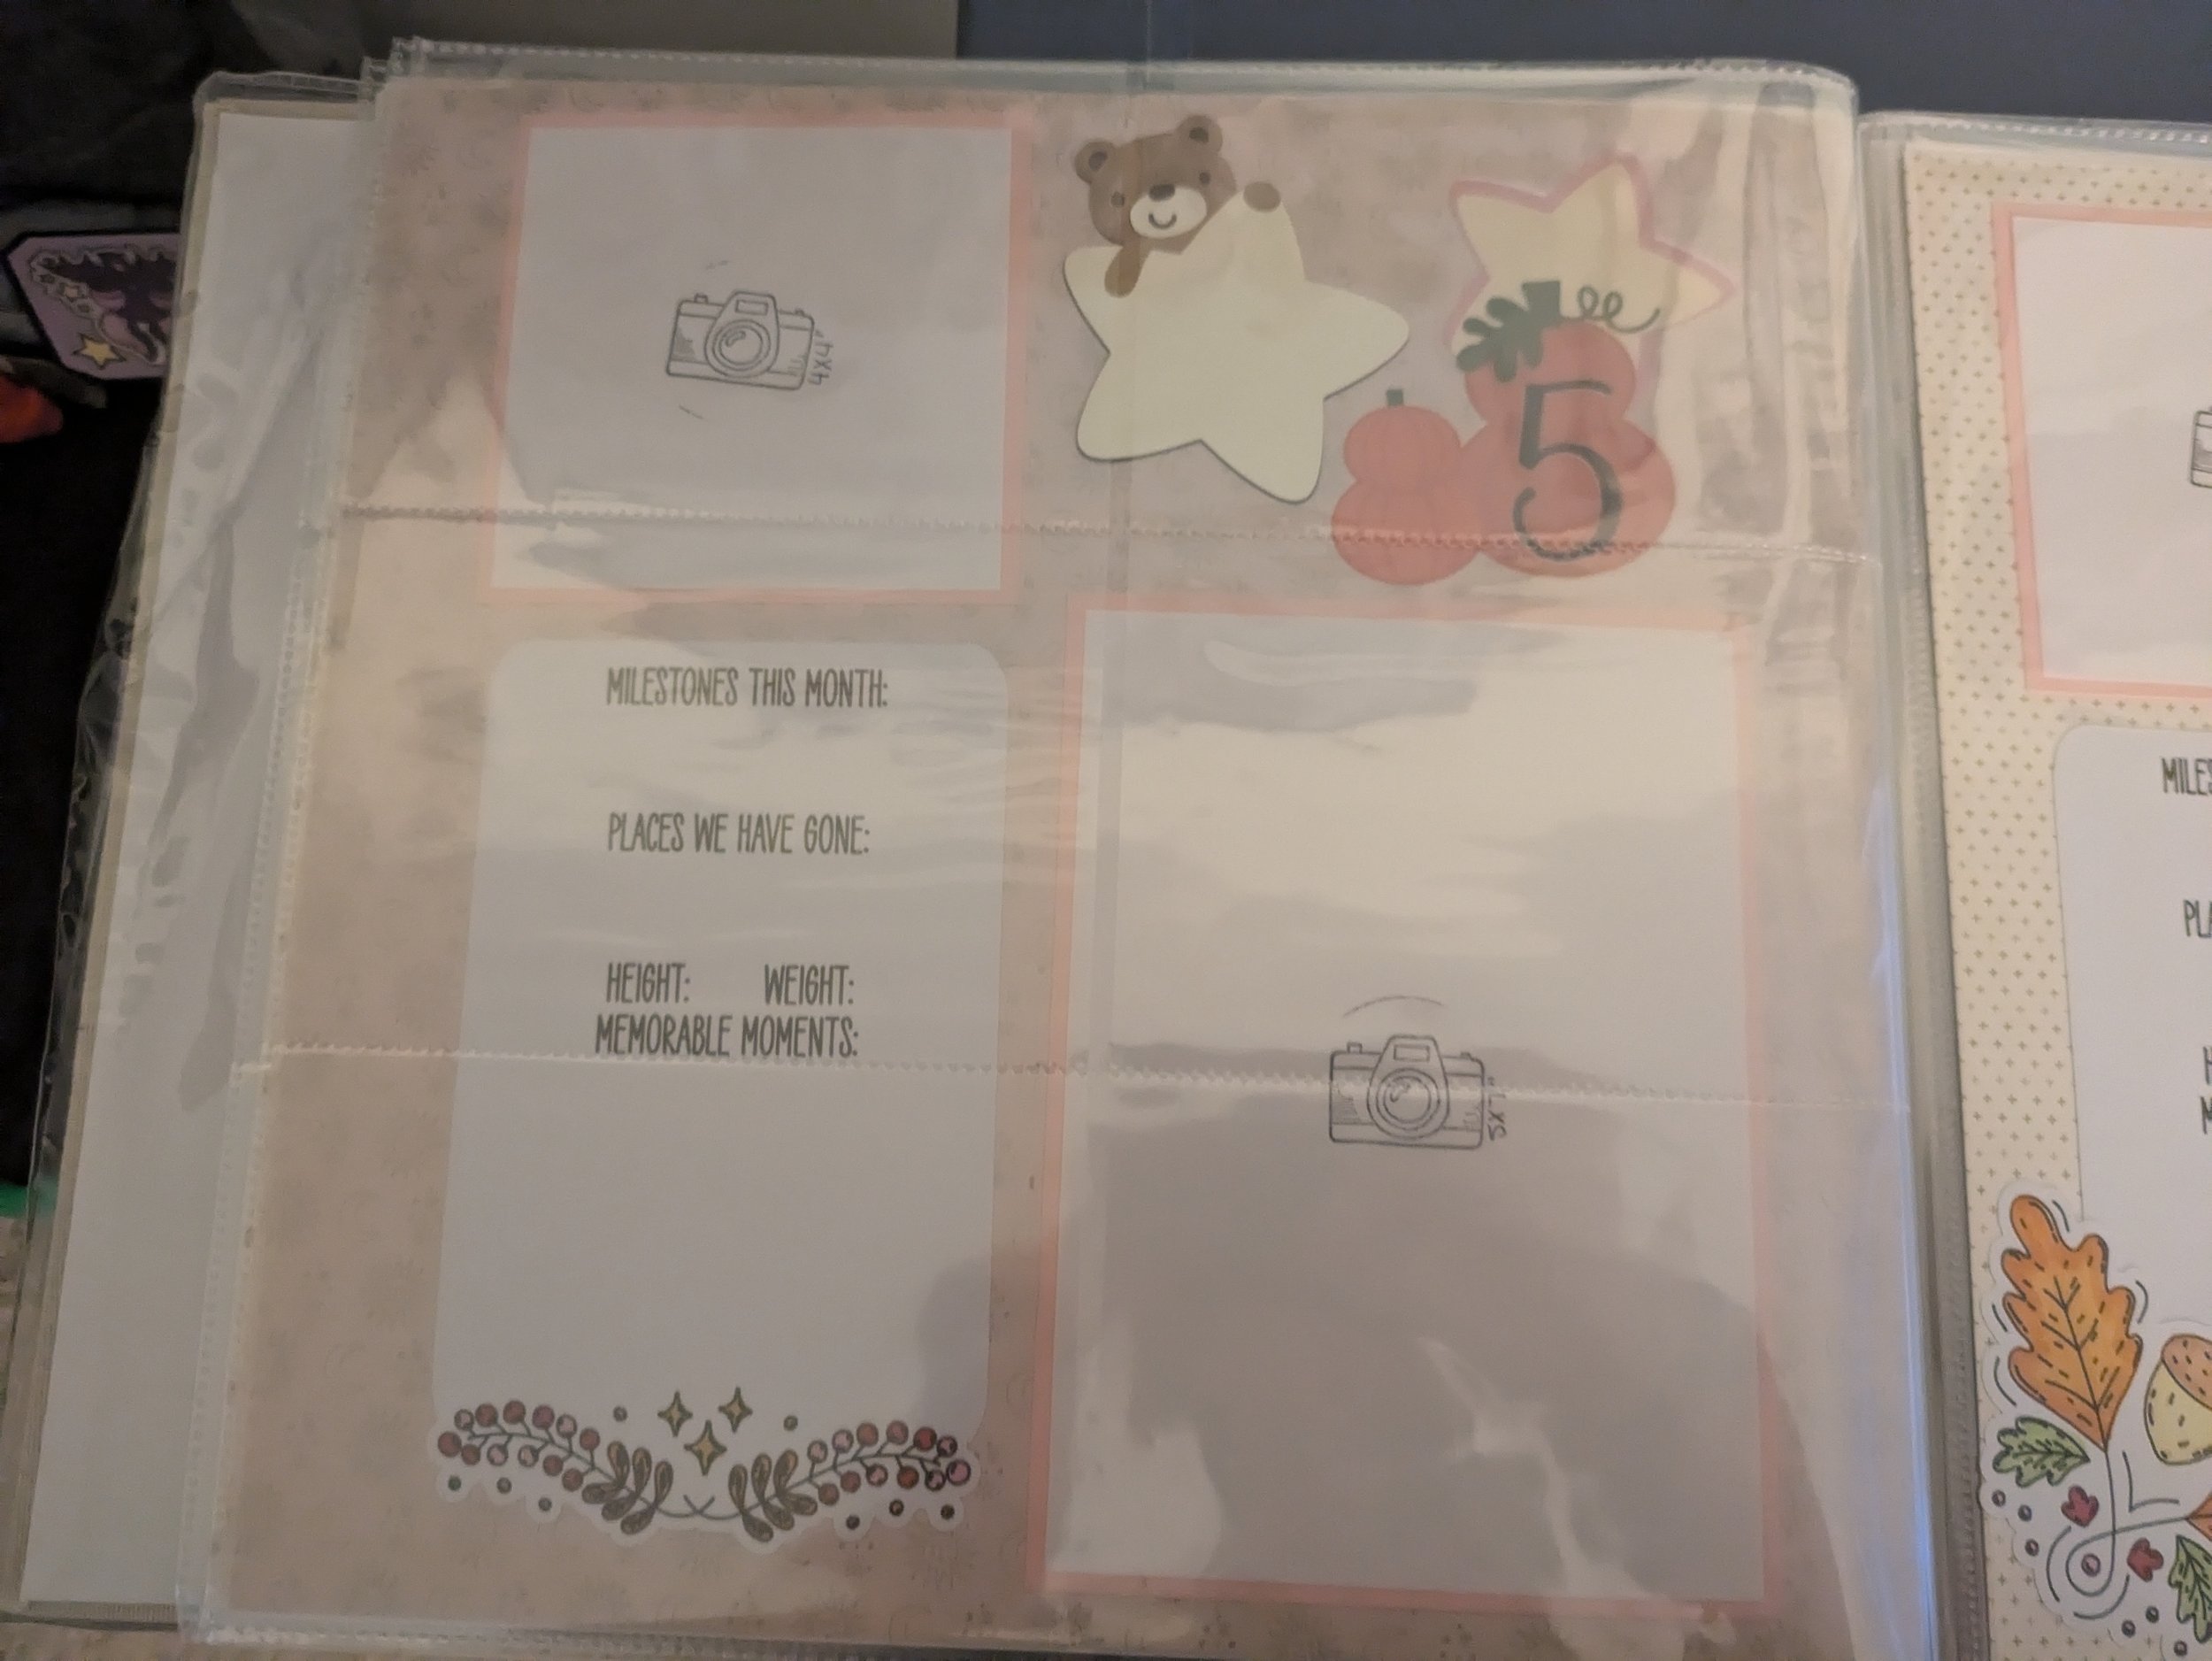 4X4"
5
MILESTONES THIS MONTH:
PLACES WE HAVE GONE:
HEIGHT: WEIGHT:
MEMORABLE MOMENTS:
5X7"